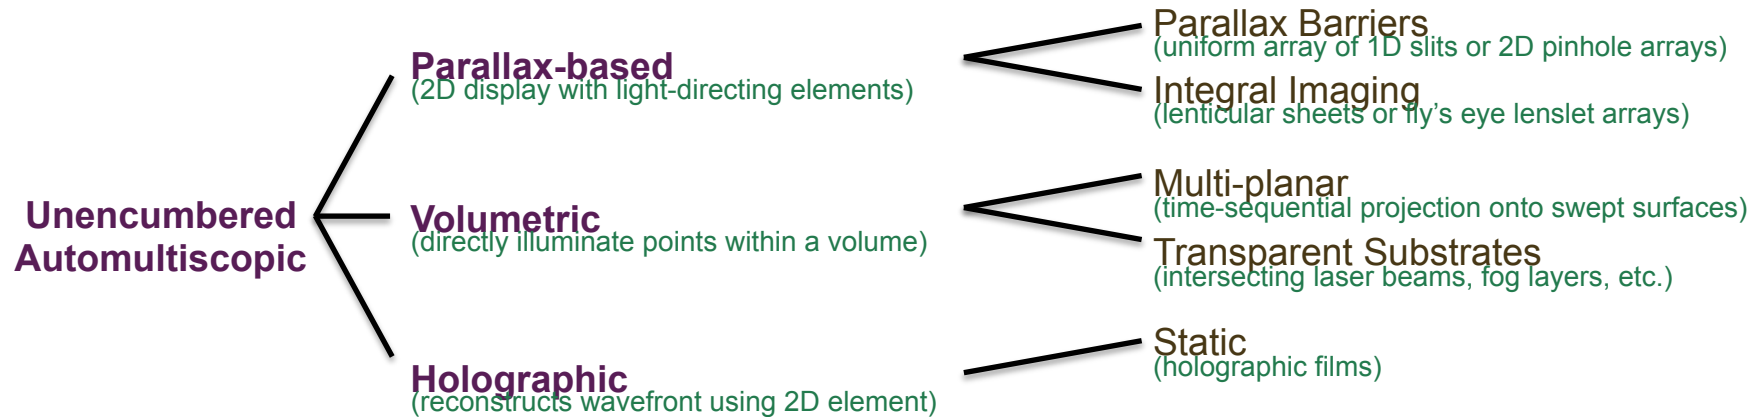 Unencumbered
Automultiscopic
Parallax-based
(2D display with light-directing elements)
Parallax Barriers
(uniform array of 1D slits or 2D pinhole arrays)
Integral Imaging
(lenticular sheets or fly’s eye lenslet arrays)
Volumetric
(directly illuminate points within a volume)
Multi-planar
(time-sequential projection onto swept surfaces)
Transparent Substrates
(intersecting laser beams, fog layers, etc.)
Holographic
(reconstructs wavefront using 2D element)
Static
(holographic films)